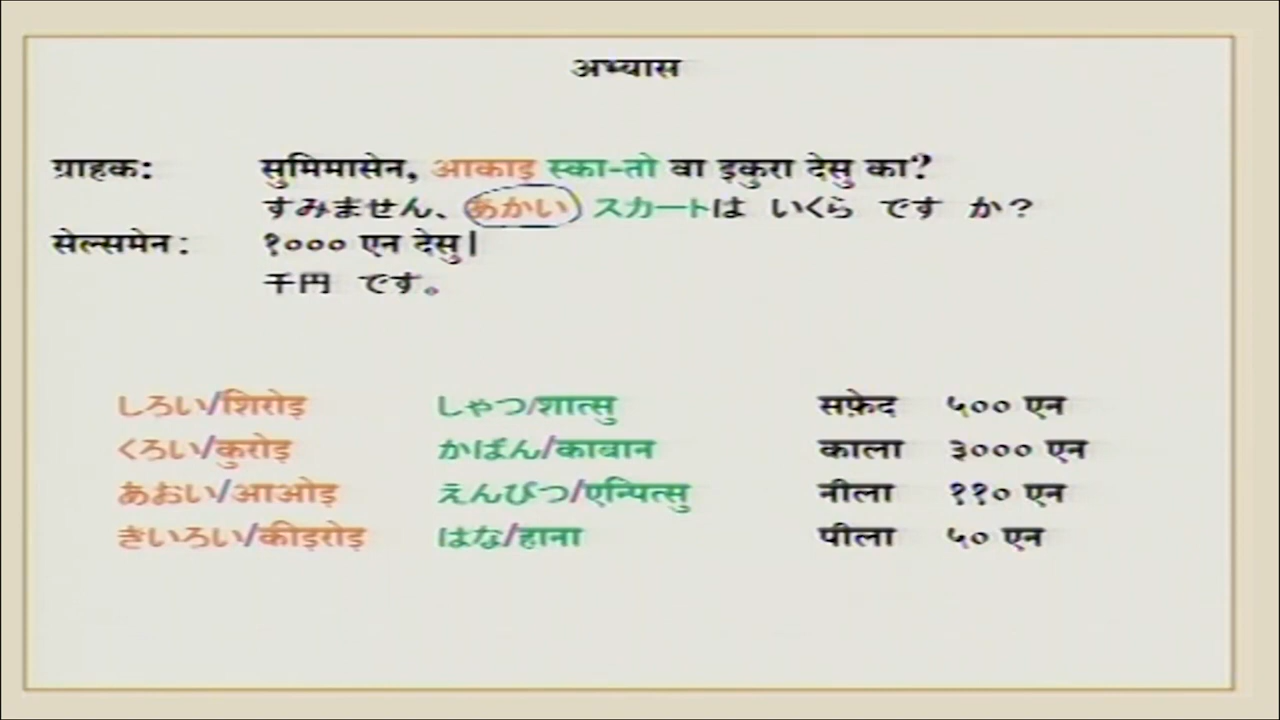 अभ्यास
ग्राहक: सुमिमासेन, आकाइ स्का-तो वा इकुरा देसु का?
すみません、あかい スカートは いくら です か？
सेल्समेन: १००० एन देसु|
千円 です。
しろい/शिरोइ しゃつ/शात्सु सफ़ेद ५०० एन
くろい/कुरोइ かばん/काबान काला ३००० एन
あおい/आओइ えんぴつ/एन्पित्सु नीला ११० एन
きいろい/कीइरोइ はな/हाना पीला ५० एन